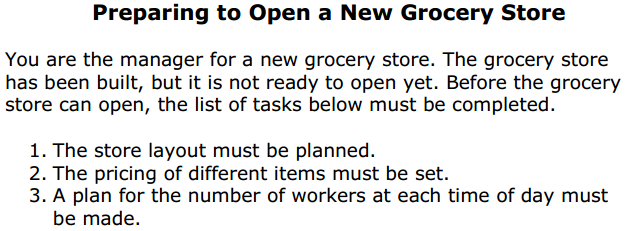 Preparing to Open a New Grocery Store
You are the manager for a new grocery store. The grocery store
has been built, but it is not ready to open yet. Before the grocery
store can open, the list of tasks below must be completed.
1. The store layout must be planned.
2. The pricing of different items must be set.
3. A plan for the number of workers at each time of day must
be made.